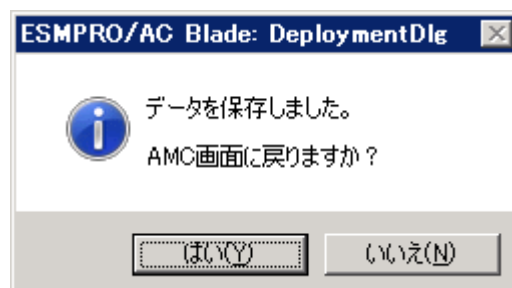 ESMPRO/AC Blade: DeploymentDlg
データを保存しました。
AMC画面に戻りますか？
はい(Y)
いいえ(N)